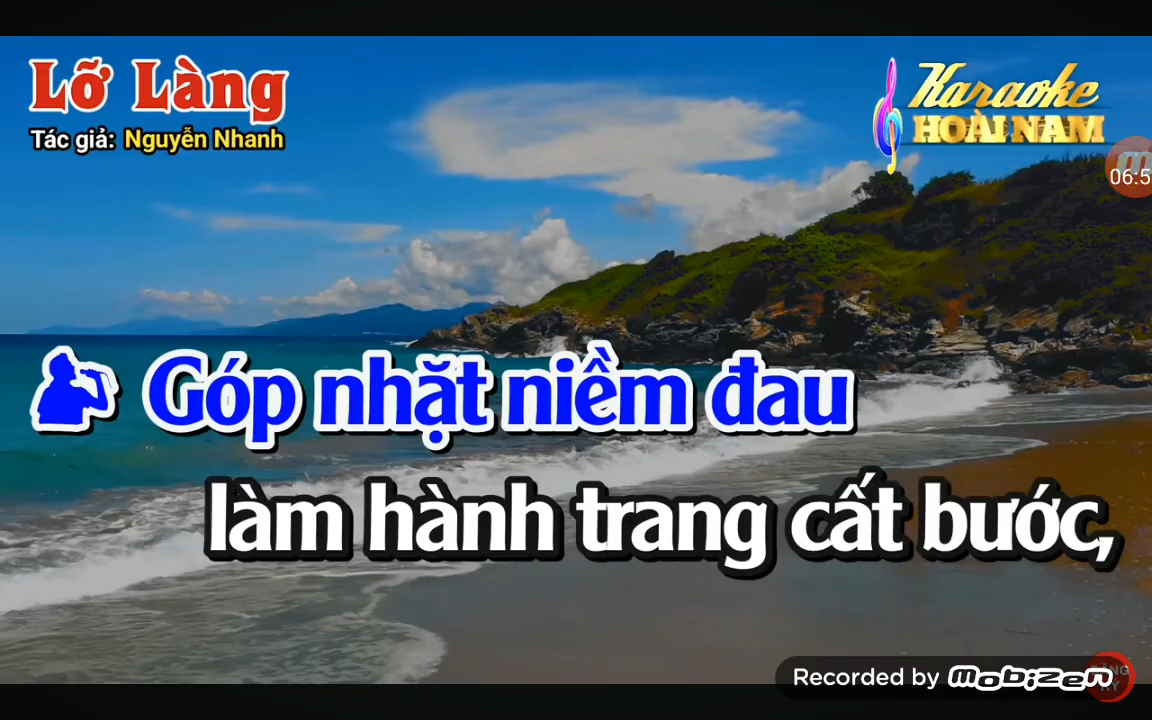 Lỡ Làng
Tác giả: Nguyễn Nhanh
Karaoke
HOÀI NAM
06:5
Góp nhặt niềm đau
làm hành trang cất bước,
Recorded by mobizen